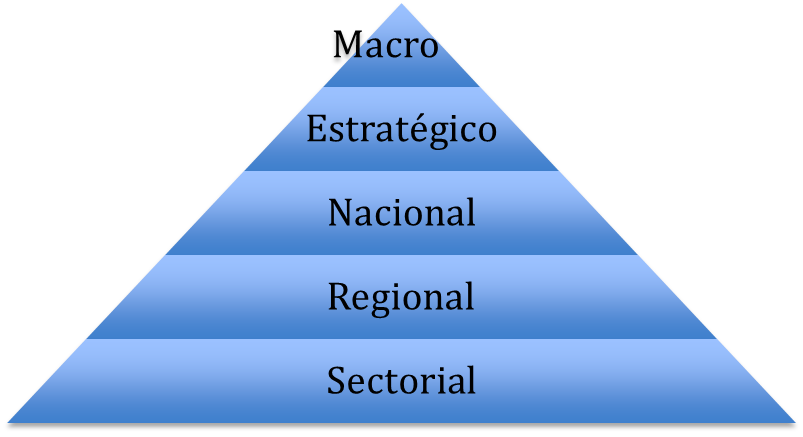 Macro
Estratégico
Nacional
Regional
Sectorial